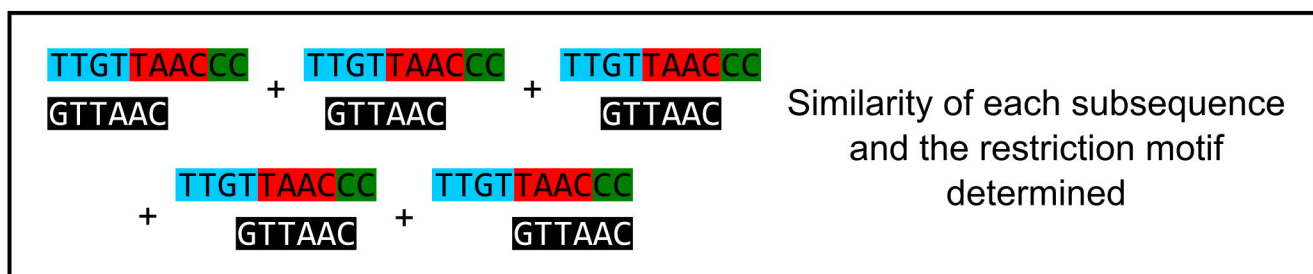 TTGTTAACCC + TTGTTAACCC + TTGTTAACCC
GTTAAC GTTAAC GTTAAC
Similarity of each subsequence
and the restriction motif
determined
+ TTGTTAACCC + TTGTTAACCC
GTTAAC GTTAAC